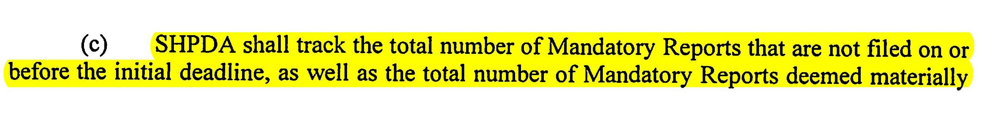 (c) SHPDA shall track the total number of Mandatory Reports that are not filed on or
before the initial deadline, as well as the total number of Mandatory Reports deemed materially